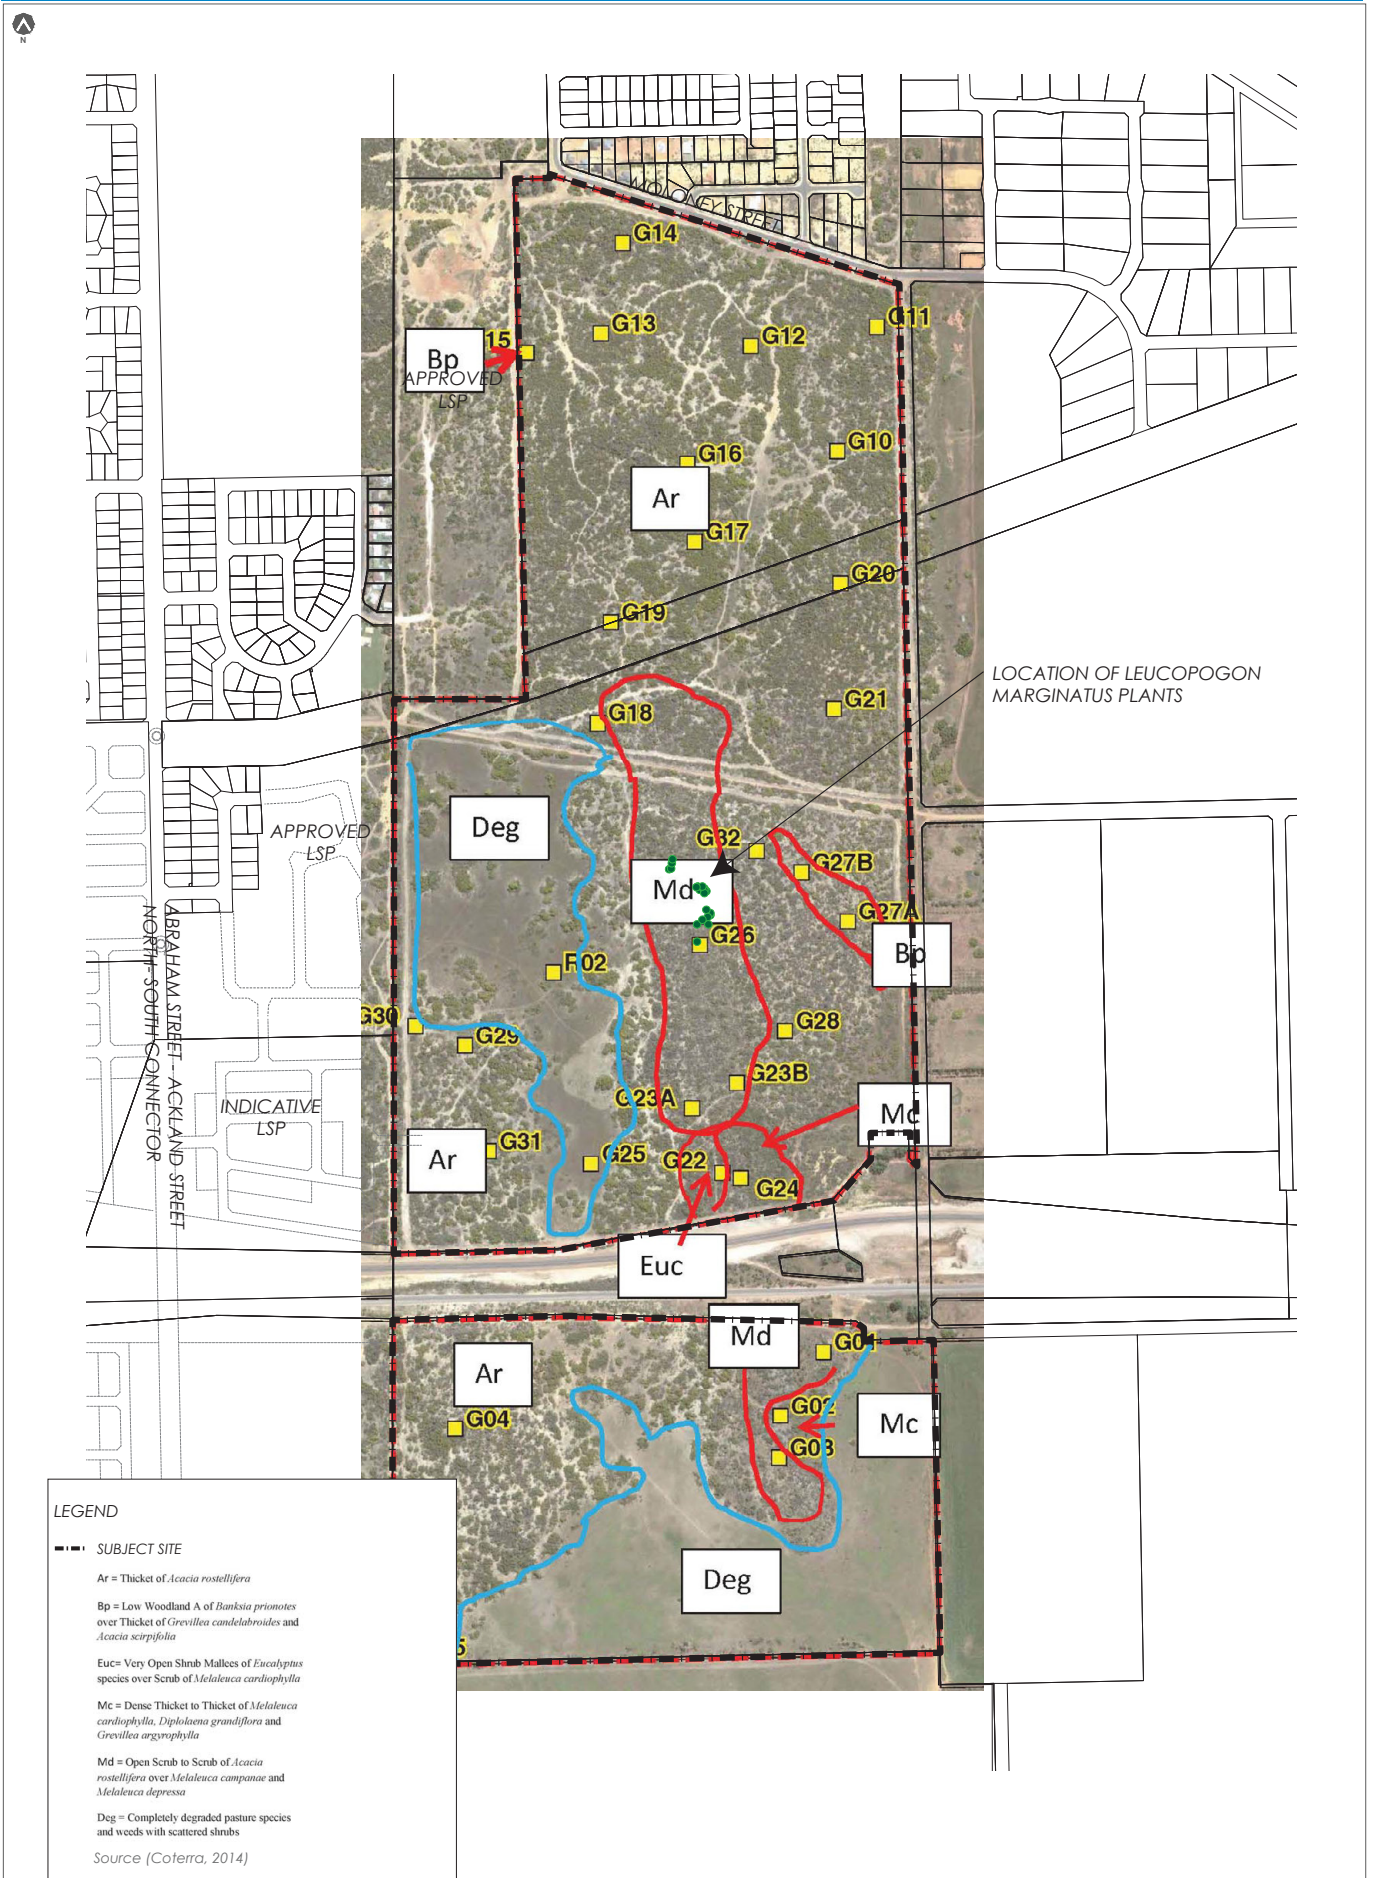 N
MONEY STREET
G14
G13
G12
G11
15
Bp
APPROVED
LSP
G10
G16
Ar
G17
G20
G19
LOCATION OF LEUCOPOGON
MARGINATUS PLANTS
G21
G18
Deg
APPROVED
LSP
G32
G27B
Md
G27A
G26
Bp
R02
ABRAHAM STREET - ACKLAND STREET
NORTH-SOUTH CONNECTOR
G30
G28
G29
G23B
G23A
INDICATIVE
LSP
Mc
G31
Ar
G25
G22
G24
Euc
Md
G01
Ar
G02
G04
Mc
G03
Deg
5
LEGEND
SUBJECT SITE
Ar = Thicket of Acacia rostellifera
Bp = Low Woodland A of Banksia prionotes
over Thicket of Grevillea candelabroides and
Acacia scirpifolia
Euc= Very Open Shrub Mallees of Eucalyptus
species over Scrub of Melaleuca cardiophylla
Mc = Dense Thicket to Thicket of Melaleuca
cardiophylla, Diplolaena grandiflora and
Grevillea argyrophylla
Md = Open Scrub to Scrub of Acacia
rostellifera over Melaleuca campanae and
Melaleuca depressa
Deg = Completely degraded pasture species
and weeds with scattered shrubs
Source (Coterra, 2014)